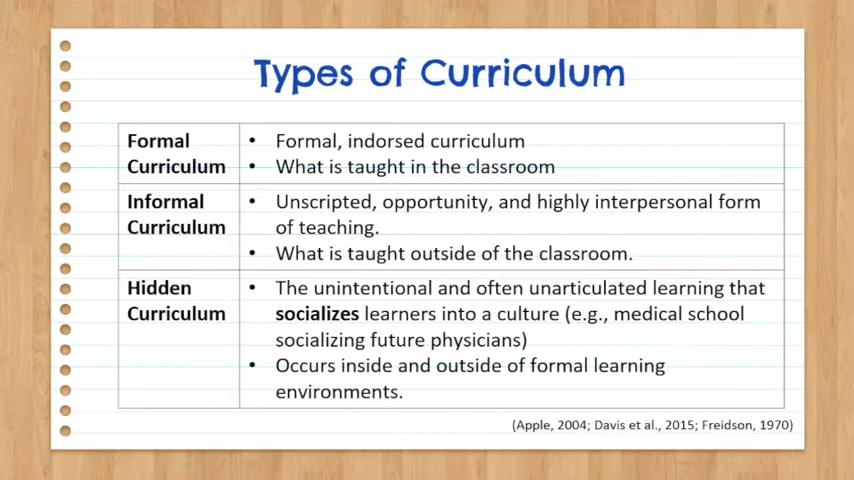 Types of Curriculum
Formal
Curriculum
• Formal, indorsed curriculum
• What is taught in the classroom
Informal
Curriculum
• Unscripted, opportunity, and highly interpersonal form
of teaching.
• What is taught outside of the classroom.
Hidden
Curriculum
• The unintentional and often unarticulated learning that
socializes learners into a culture (e.g., medical school
socializing future physicians)
• Occurs inside and outside of formal learning
environments.
(Apple, 2004; Davis et al., 2015; Freidson, 1970)